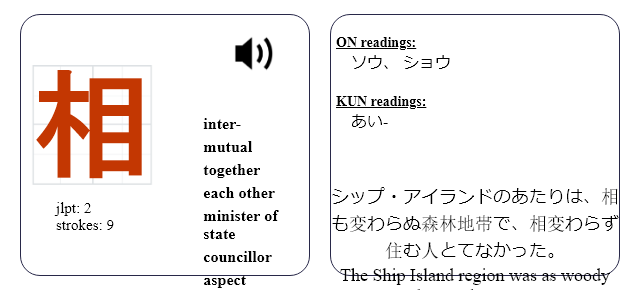 相
jlpt: 2
strokes: 9
inter-
mutual
together
each other
minister of
state
councillor
aspect
ON readings:
ソウ、 ショウ
KUN readings:
あい-
シップ・アイランドのあたりは、相
も変わらぬ森林地帯で、相変わらず
住む人とてなかった。
The Ship Island region was as woody